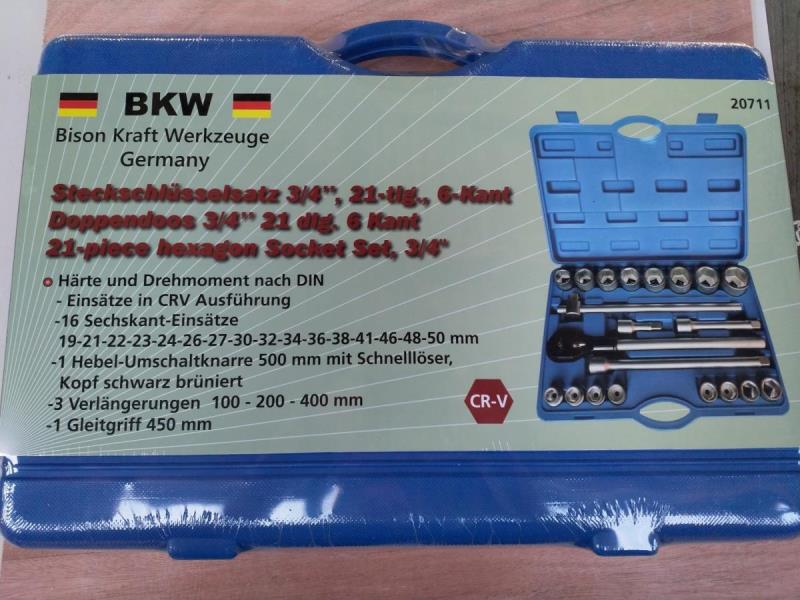 BKW
Bison Kraft Werkzeuge
Germany
20711
Steckschlüsselsatz 3/4'', 21-tlg., 6-Kant
Doppendoos 3/4'' 21 dlg. 6 Kant
21-piece hexagon Socket Set, 3/4"
Härte und Drehmoment nach DIN
- Einsätze in CRV Ausführung
-16 Sechskant-Einsätze
19-21-22-23-24-26-27-30-32-34-36-38-41-46-48-50 mm
-1 Hebel-Umschaltknarre 500 mm mit Schnelllöser,
Kopf schwarz brüniert
-3 Verlängerungen 100 - 200 - 400 mm
-1 Gleitgriff 450 mm
CR-V